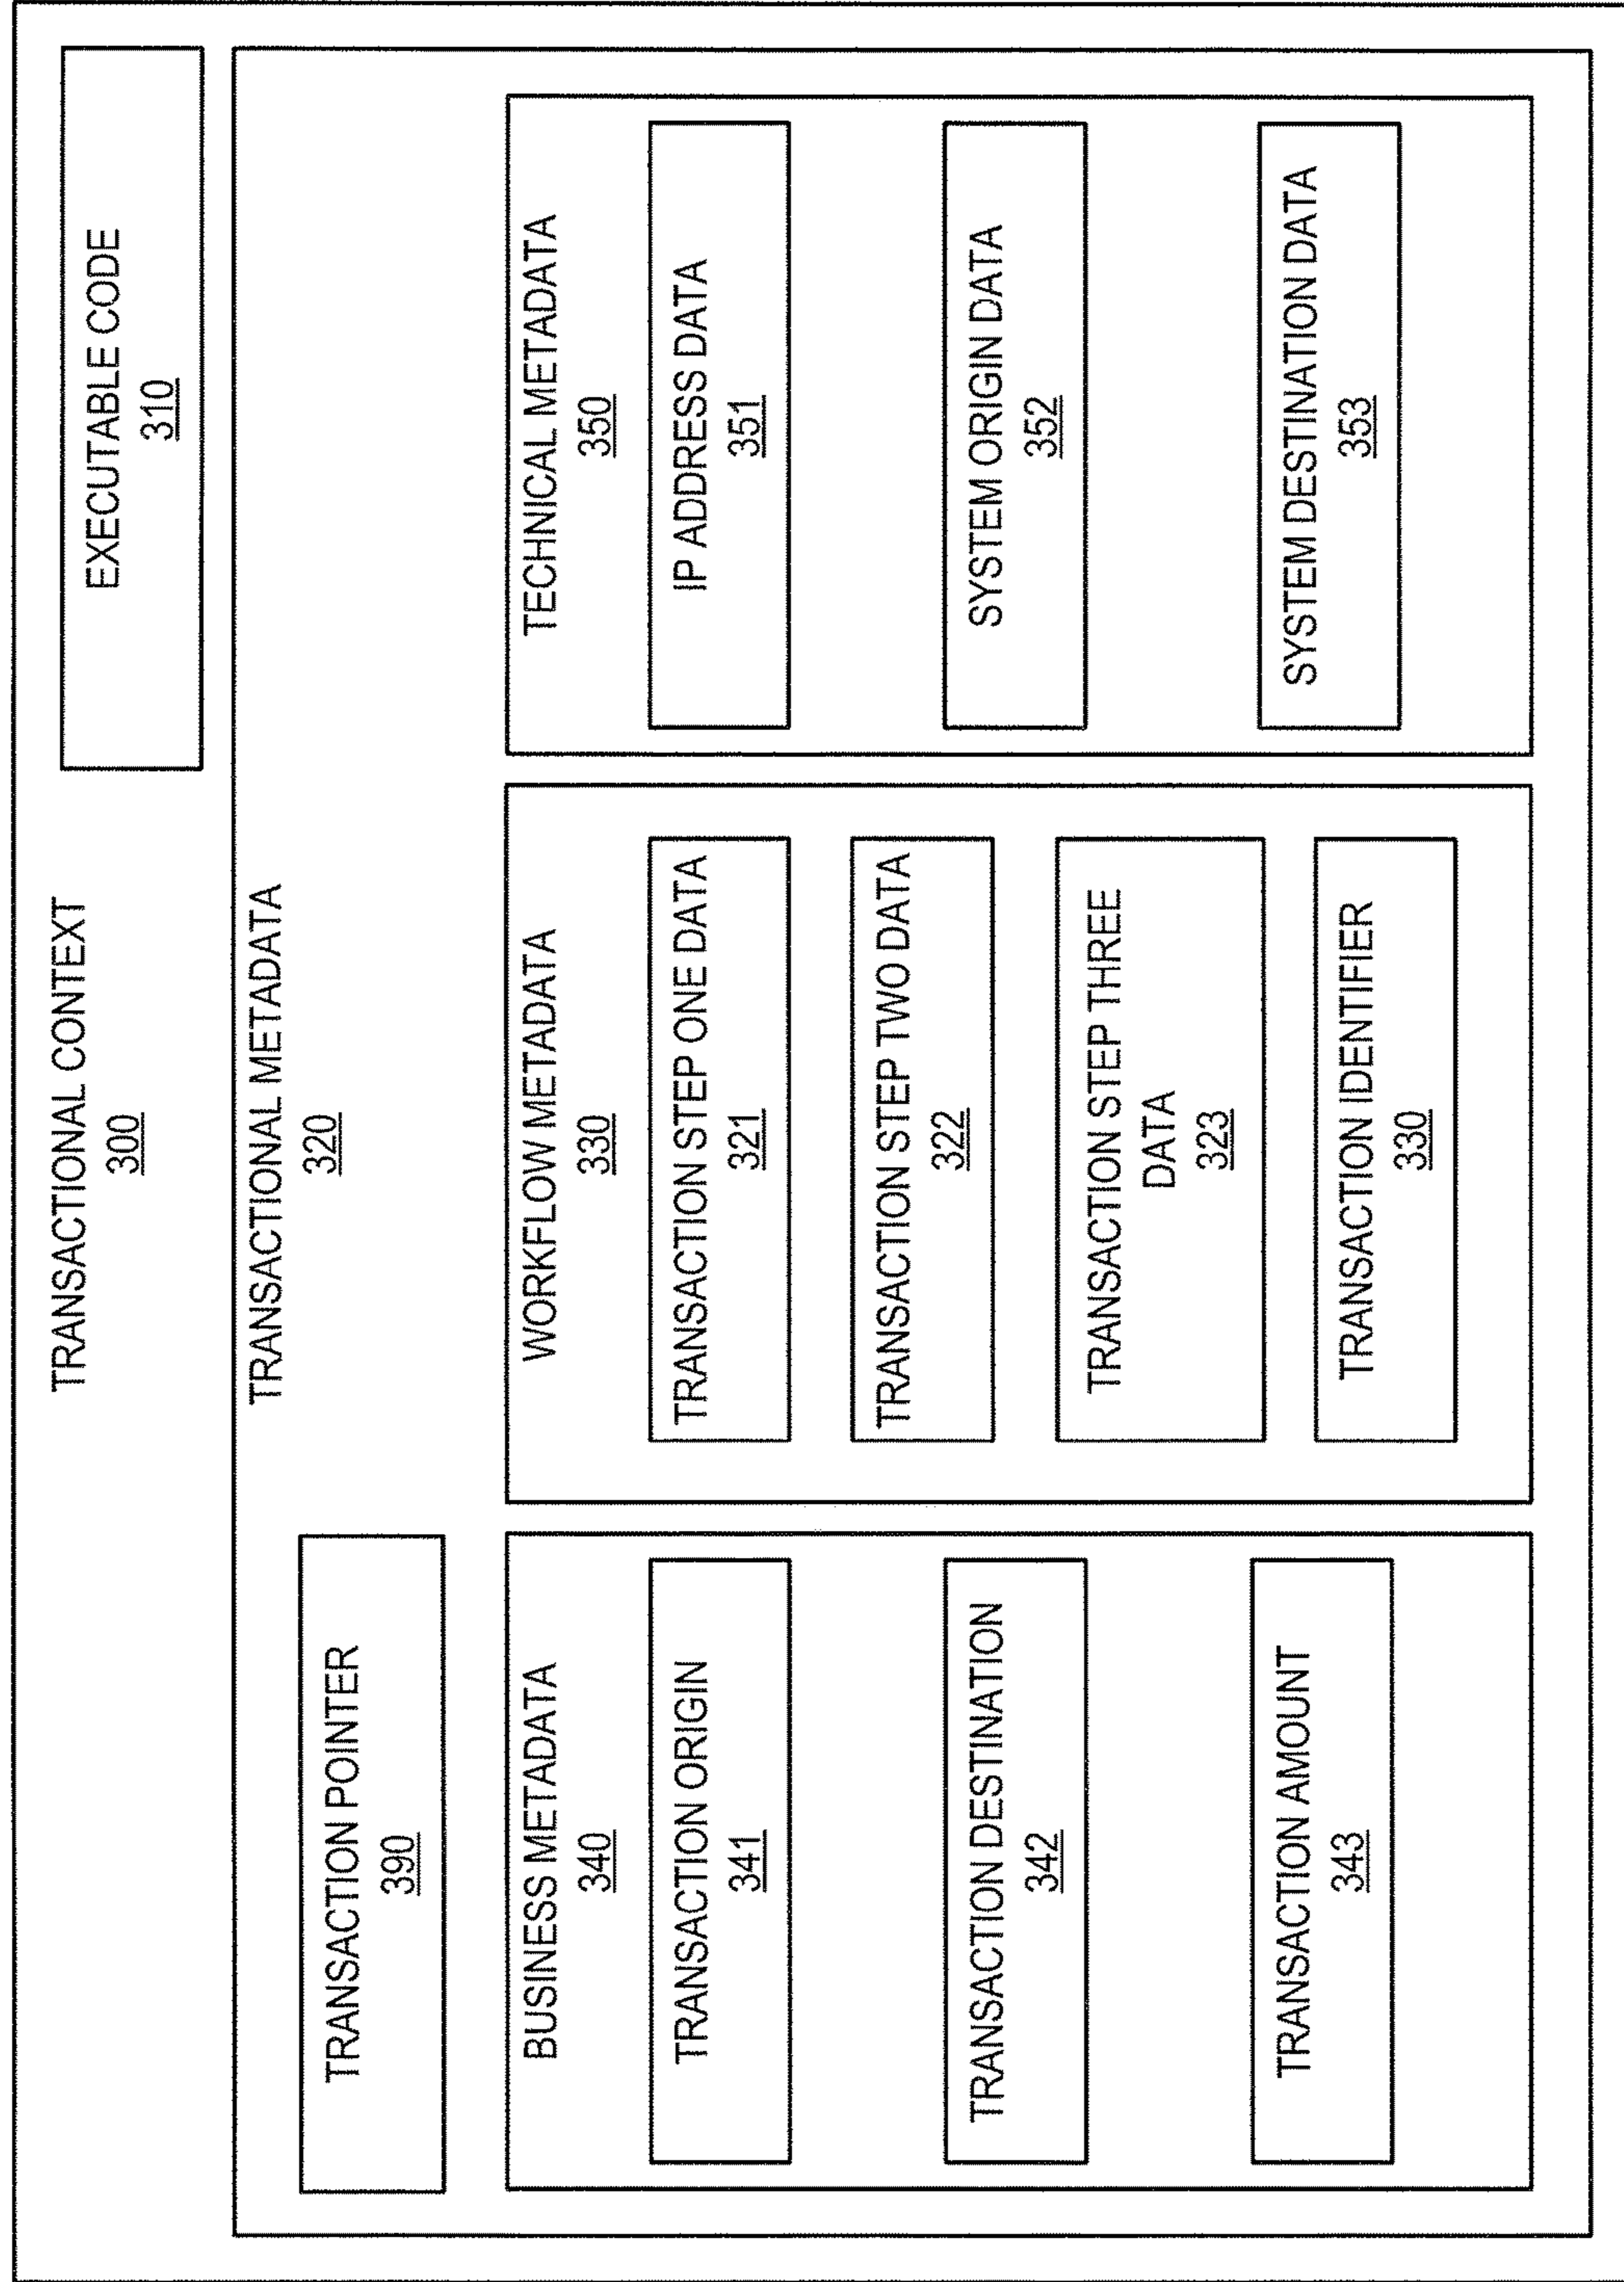 TRANSACTIONAL CONTEXT
300
EXECUTABLE CODE
310
TRANSACTIONAL METADATA
320
TRANSACTION POINTER
390
BUSINESS METADATA
340
TRANSACTION ORIGIN
341
TRANSACTION DESTINATION
342
TRANSACTION AMOUNT
343
WORKFLOW METADATA
330
TRANSACTION STEP ONE DATA
321
TRANSACTION STEP TWO DATA
322
TRANSACTION STEP THREE
DATA
323
TRANSACTION IDENTIFIER
330
TECHNICAL METADATA
350
IP ADDRESS DATA
351
SYSTEM ORIGIN DATA
352
SYSTEM DESTINATION DATA
353